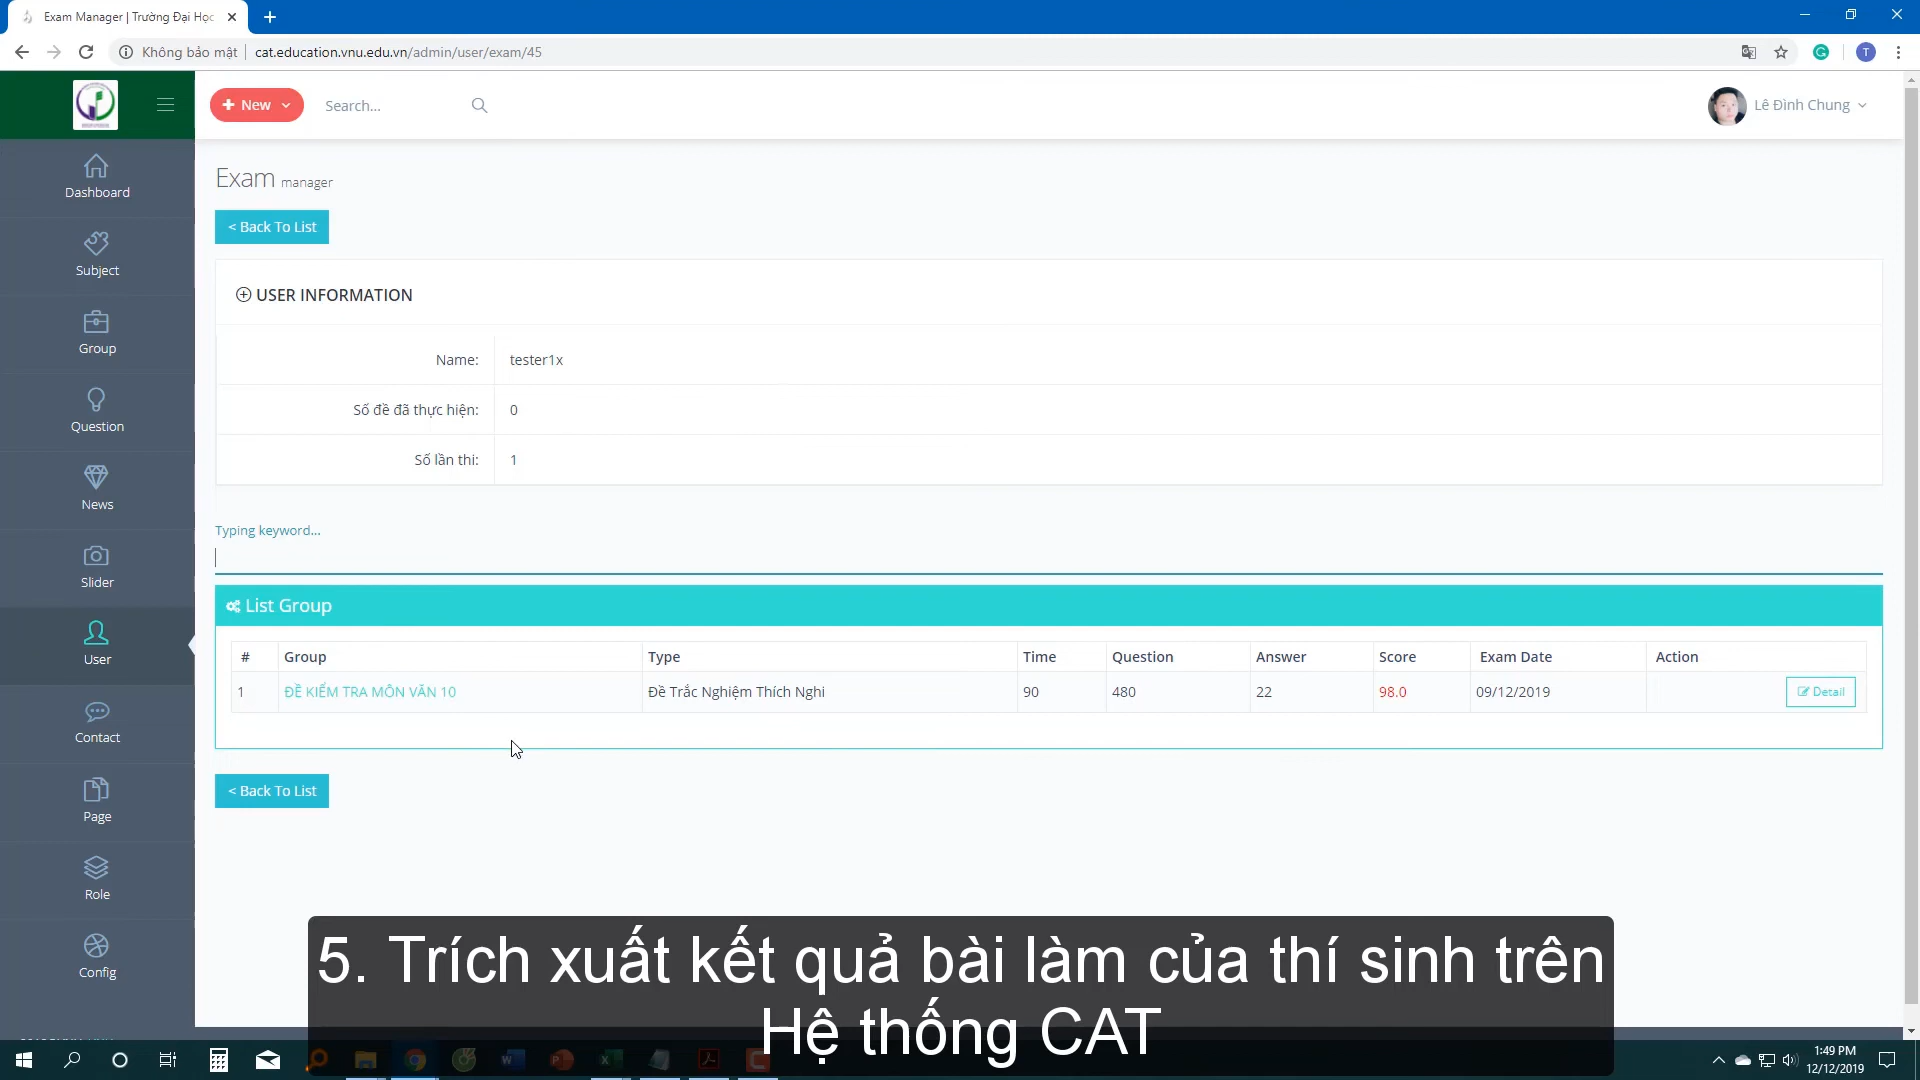 Exam Manager | Trường Đại Học
Không bảo mật
cat.education.vnu.edu.vn/admin/user/exam/45
T
New
Search...
Lê Đình Chung
Dashboard
Subject
Group
Question
News
Slider
User
Contact
Page
Role
Config
Exam manager
< Back To List
USER INFORMATION
Name: tester1x
Số đề đã thực hiện: 0
Số lần thi: 1
Typing keyword...
List Group
# Group Type Time Question Answer Score Exam Date Action
1 ĐỀ KIỂM TRA MÔN VĂN 10 Đề Trắc Nghiệm Thích Nghi 90 480 22 98.0 09/12/2019 Detail
< Back To List
5. Trích xuất kết quả bài làm của thí sinh trên
Hệ thống CAT
1:49 PM
12/12/2019